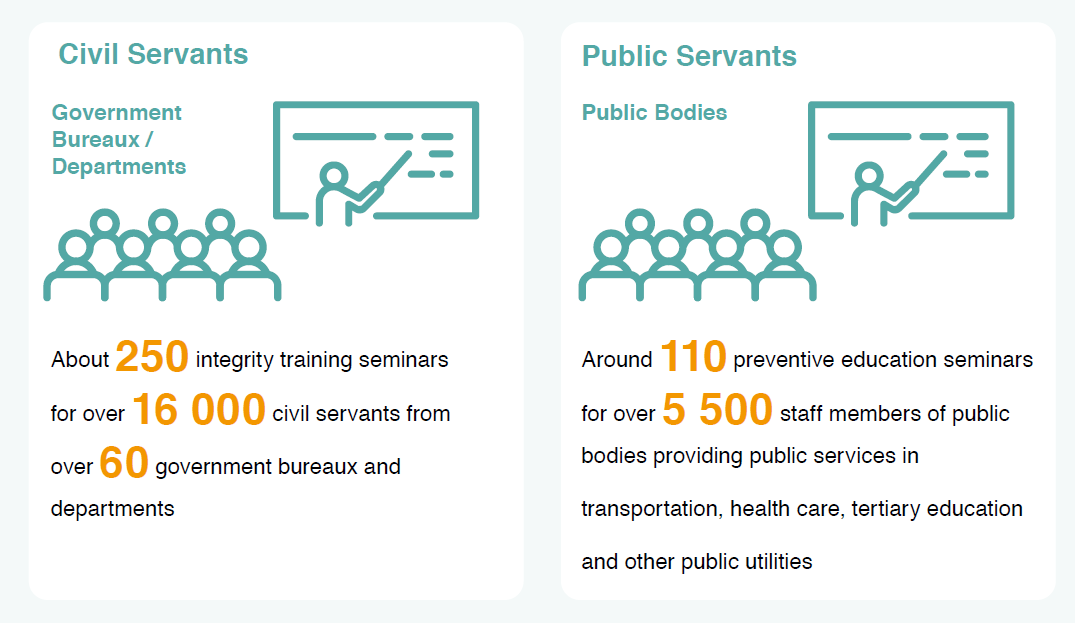 Civil Servants
Government
Bureaux /
Departments
About 250 integrity training seminars
for over 16 000 civil servants from
over 60 government bureaux and
departments
Public Servants
Public Bodies
Around 110 preventive education seminars
for over 5 500 staff members of public
bodies providing public services in
transportation, health care, tertiary education
and other public utilities